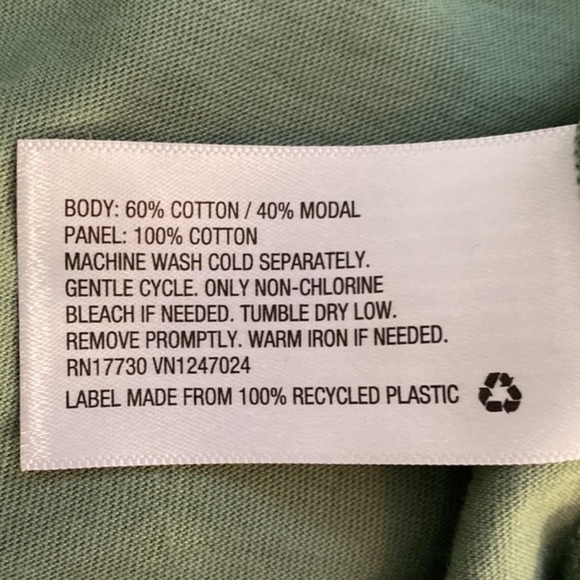 BODY: 60% COTTON / 40% MODAL
PANEL: 100% COTTON
MACHINE WASH COLD SEPARATELY.
GENTLE CYCLE. ONLY NON-CHLORINE
BLEACH IF NEEDED. TUMBLE DRY LOW.
REMOVE PROMPTLY. WARM IRON IF NEEDED.
RN17730 VN1247024
LABEL MADE FROM 100% RECYCLED PLASTIC